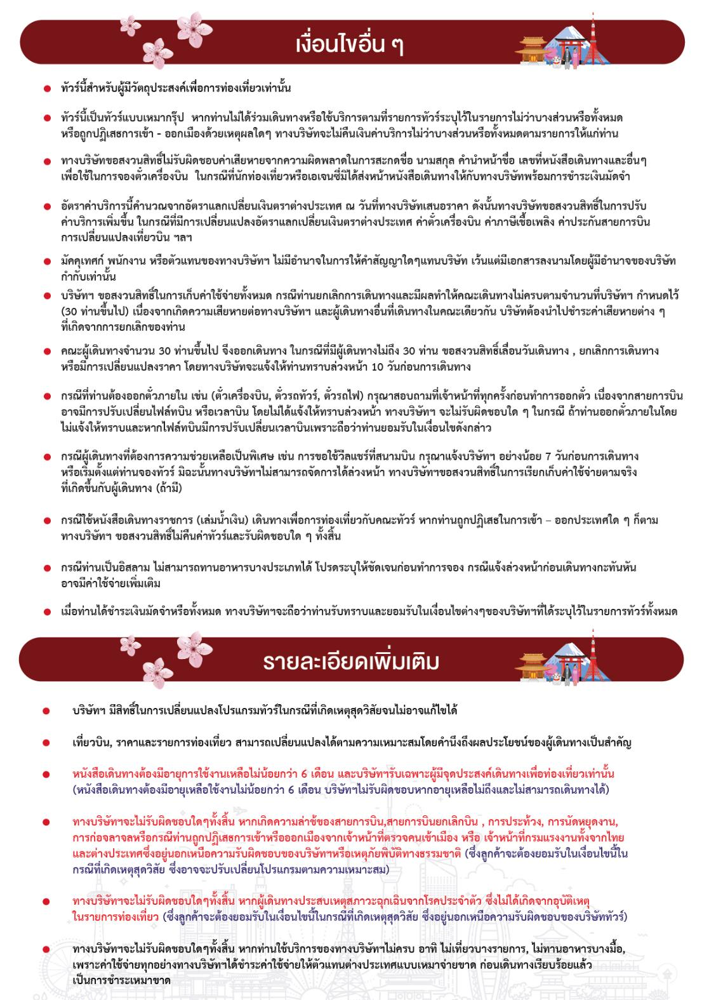 เงื่อนไขอื่น ๆ
ทัวร์นี้สำหรับผู้มีวัตถุประสงค์เพื่อการท่องเที่ยวเท่านั้น
ทัวร์นี้เป็นทัวร์แบบเหมากรุ๊ป หากท่านไม่ได้ร่วมเดินทางหรือใช้บริการตามที่รายการทัวร์ระบุไว้ในรายการไม่ว่าบางส่วนหรือทั้งหมด
หรือถูกปฏิเสธการเข้า - ออกเมืองด้วยเหตุผลใดๆ ทางบริษัทจะไม่คืนเงินค่าบริการไม่ว่าบางส่วนหรือทั้งหมดตามรายการให้แก่ท่าน
ทางบริษัทขอสงวนสิทธิ์ไม่รับผิดชอบค่าเสียหายจากความผิดพลาดในการสะกดชื่อ นามสกุล คำนำหน้าชื่อ เลขที่หนังสือเดินทางและอื่นๆ
เพื่อใช้ในการจองตั๋วเครื่องบิน ในกรณีที่นักท่องเที่ยวหรือเอเจนซี่มิได้ส่งหน้าหนังสือเดินทางให้กับทางบริษัทพร้อมการชำระเงินมัดจำ
อัตราค่าบริการนี้คำนวณจากอัตราแลกเปลี่ยนเงินตราต่างประเทศ ณ วันที่ทางบริษัทเสนอราคา ดังนั้นทางบริษัทขอสงวนสิทธิ์ในการปรับ
ค่าบริการเพิ่มขึ้น ในกรณีที่มีการเปลี่ยนแปลงอัตราแลกเปลี่ยนเงินตราต่างประเทศ ค่าตั๋วเครื่องบิน ค่าภาษีเชื้อเพลิง ค่าประกันสายการบิน
การเปลี่ยนแปลงเที่ยวบิน ฯลฯ
มัคคุเทศก์ พนักงาน หรือตัวแทนของทางบริษัทฯ ไม่มีอำนาจในการให้คำสัญญาใดๆแทนบริษัท เว้นแต่มีเอกสารลงนามโดยผู้มีอำนาจของบริษัท
กำกับเท่านั้น
บริษัทฯ ขอสงวนสิทธิ์ในการเก็บค่าใช้จ่ายทั้งหมด กรณีท่านยกเลิกการเดินทางและมีผลทำให้คณะเดินทางไม่ครบตามจำนวนที่บริษัทฯ กำหนดไว้
(30 ท่านขึ้นไป) เนื่องจากเกิดความเสียหายต่อทางบริษัทฯ และผู้เดินทางอื่นที่เดินทางในคณะเดียวกัน บริษัทต้องนำไปชำระค่าเสียหายต่าง ๆ
ที่เกิดจากการยกเลิกของท่าน
คณะผู้เดินทางจำนวน 30 ท่านขึ้นไป จึงออกเดินทาง ในกรณีที่มีผู้เดินทางไม่ถึง 30 ท่าน ขอสงวนสิทธิ์เลื่อนวันเดินทาง , ยกเลิกการเดินทาง
หรือมีการเปลี่ยนแปลงราคา โดยทางบริษัทจะแจ้งให้ท่านทราบล่วงหน้า 10 วันก่อนการเดินทาง
กรณีที่ท่านต้องออกตั๋วภายใน เช่น (ตั๋วเครื่องบิน, ตั๋วรถทัวร์, ตั๋วรถไฟ) กรุณาสอบถามที่เจ้าหน้าที่ทุกครั้งก่อนทำการออกตั๋ว เนื่องจากสายการบิน
อาจมีการปรับเปลี่ยนไฟล์ทบิน หรือเวลาบิน โดยไม่ได้แจ้งให้ทราบล่วงหน้า ทางบริษัทฯ จะไม่รับผิดชอบใด ๆ ในกรณี ถ้าท่านออกตั๋วภายในโดย
ไม่แจ้งให้ทราบและหากไฟล์ทบินมีการปรับเปลี่ยนเวลาบินเพราะถือว่าท่านยอมรับในเงื่อนไขดังกล่าว
กรณีผู้เดินทางที่ต้องการความช่วยเหลือเป็นพิเศษ เช่น การขอใช้วีลแชร์ที่สนามบิน กรุณาแจ้งบริษัทฯ อย่างน้อย 7 วันก่อนการเดินทาง
หรือเริ่มตั้งแต่ท่านจองทัวร์ มิฉะนั้นทางบริษัทฯไม่สามารถจัดการได้ล่วงหน้า ทางบริษัทฯขอสงวนสิทธิ์ในการเรียกเก็บค่าใช้จ่ายตามจริง
ที่เกิดขึ้นกับผู้เดินทาง (ถ้ามี)
กรณีใช้หนังสือเดินทางราชการ (เล่มน้ำเงิน) เดินทางเพื่อการท่องเที่ยวกับคณะทัวร์ หากท่านถูกปฏิเสธในการเข้า – ออกประเทศใด ๆ ก็ตาม
ทางบริษัทฯ ขอสงวนสิทธิ์ไม่คืนค่าทัวร์และรับผิดชอบใด ๆ ทั้งสิ้น
กรณีท่านเป็นอิสลาม ไม่สามารถทานอาหารบางประเภทได้ โปรดระบุให้ชัดเจนก่อนทำการจอง กรณีแจ้งล่วงหน้าก่อนเดินทางกะทันหัน
อาจมีค่าใช้จ่ายเพิ่มเติม
เมื่อท่านได้ชำระเงินมัดจำหรือทั้งหมด ทางบริษัทฯจะถือว่าท่านรับทราบและยอมรับในเงื่อนไขต่างๆของบริษัทฯที่ได้ระบุไว้ในรายการทัวร์ทั้งหมด
รายละเอียดเพิ่มเติม
บริษัทฯ มีสิทธิ์ในการเปลี่ยนแปลงโปรแกรมทัวร์ในกรณีที่เกิดเหตุสุดวิสัยจนไม่อาจแก้ไขได้
เที่ยวบิน, ราคาและรายการท่องเที่ยว สามารถเปลี่ยนแปลงได้ตามความเหมาะสมโดยคำนึงถึงผลประโยชน์ของผู้เดินทางเป็นสำคัญ
หนังสือเดินทางต้องมีอายุการใช้งานเหลือไม่น้อยกว่า 6 เดือน และบริษัทฯรับเฉพาะผู้มีจุดประสงค์เดินทางเพื่อท่องเที่ยวเท่านั้น
(หนังสือเดินทางต้องมีอายุเหลือใช้งานไม่น้อยกว่า 6 เดือน บริษัทฯไม่รับผิดชอบหากอายุเหลือไม่ถึงและไม่สามารถเดินทางได้)
ทางบริษัทฯจะไม่รับผิดชอบใดๆทั้งสิ้น หากเกิดความล่าช้าของสายการบิน,สายการบินยกเลิกบิน , การประท้วง, การนัดหยุดงาน,
การก่อจลาจลหรือกรณีท่านถูกปฏิเสธการเข้าหรือออกเมืองจากเจ้าหน้าที่ตรวจคนเข้าเมือง หรือ เจ้าหน้าที่กรมแรงงานทั้งจากไทย
และต่างประเทศซึ่งอยู่นอกเหนือความรับผิดชอบของบริษัทฯหรือเหตุภัยพิบัติทางธรรมชาติ (ซึ่งลูกค้าจะต้องยอมรับในเงื่อนไขนี้ใน
กรณีที่เกิดเหตุสุดวิสัย ซึ่งอาจจะปรับเปลี่ยนโปรแกรมตามความเหมาะสม)
ทางบริษัทฯจะไม่รับผิดชอบใดๆทั้งสิ้น หากผู้เดินทางประสบเหตุสภาวะฉุกเฉินจากโรคประจำตัว ซึ่งไม่ได้เกิดจากอุบัติเหตุ
ในรายการท่องเที่ยว (ซึ่งลูกค้าจะต้องยอมรับในเงื่อนไขนี้ในกรณีที่เกิดเหตุสุดวิสัย ซึ่งอยู่นอกเหนือความรับผิดชอบของบริษัททัวร์)
ทางบริษัทฯจะไม่รับผิดชอบใดๆทั้งสิ้น หากท่านใช้บริการของทางบริษัทฯไม่ครบ อาทิ ไม่เที่ยวบางรายการ, ไม่ทานอาหารบางมื้อ,
เพราะค่าใช้จ่ายทุกอย่างทางบริษัทฯได้ชำระค่าใช้จ่ายให้ตัวแทนต่างประเทศแบบเหมาจ่ายขาด ก่อนเดินทางเรียบร้อยแล้ว
เป็นการชำระเหมาขาด